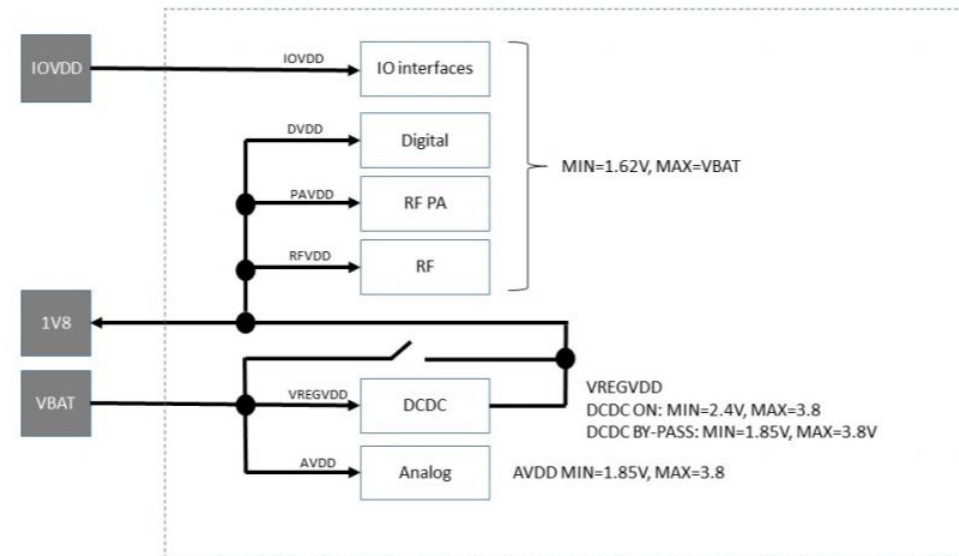 IOVDD
IOVDD
IO interfaces
DVDD
Digital
MIN=1.62V, MAX=VBAT
PAVDD
RF PA
RFVDD
RF
1V8
VBAT
VREGVDD
DCDC
VREGVDD
DCDC ON: MIN=2.4V, MAX=3.8
DCDC BY-PASS: MIN=1.85V, MAX=3.8V
AVDD
Analog
AVDD MIN=1.85V, MAX=3.8